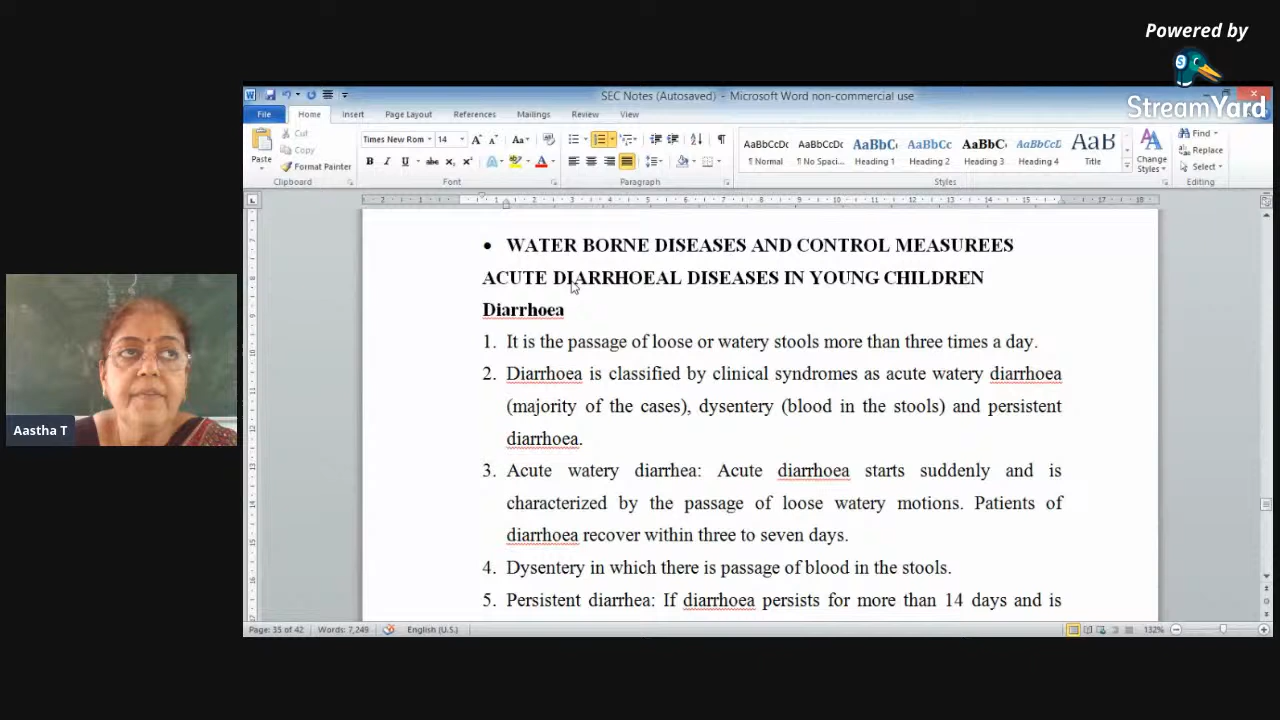 Powered by
StreamYard
SEC Notes (Autosaved) - Microsoft Word non-commercial use
File Home Insert Page Layout References Mailings Review View
Cut
Copy
Format Painter
Paste
Times New Rom 14
Clipboard Font Paragraph Styles Editing
AaBbCcDc AaBbCcDc AaBbC AaBbCc AaBbC AaBbCcD AaB
¶ Normal ¶ No Spaci... Heading 1 Heading 2 Heading 3 Heading 4 Title
Change Styles
Find
Replace
Select
• WATER BORNE DISEASES AND CONTROL MEASUREES
ACUTE DIARRHOEAL DISEASES IN YOUNG CHILDREN
Diarrhoea
1. It is the passage of loose or watery stools more than three times a day.
2. Diarrhoea is classified by clinical syndromes as acute watery diarrhoea
(majority of the cases), dysentery (blood in the stools) and persistent
diarrhoea.
3. Acute watery diarrhea: Acute diarrhoea starts suddenly and is
characterized by the passage of loose watery motions. Patients of
diarrhoea recover within three to seven days.
4. Dysentery in which there is passage of blood in the stools.
5. Persistent diarrhea: If diarrhoea persists for more than 14 days and is
Aastha T
Page: 35 of 42 Words: 7,249 English (U.S.) 132%